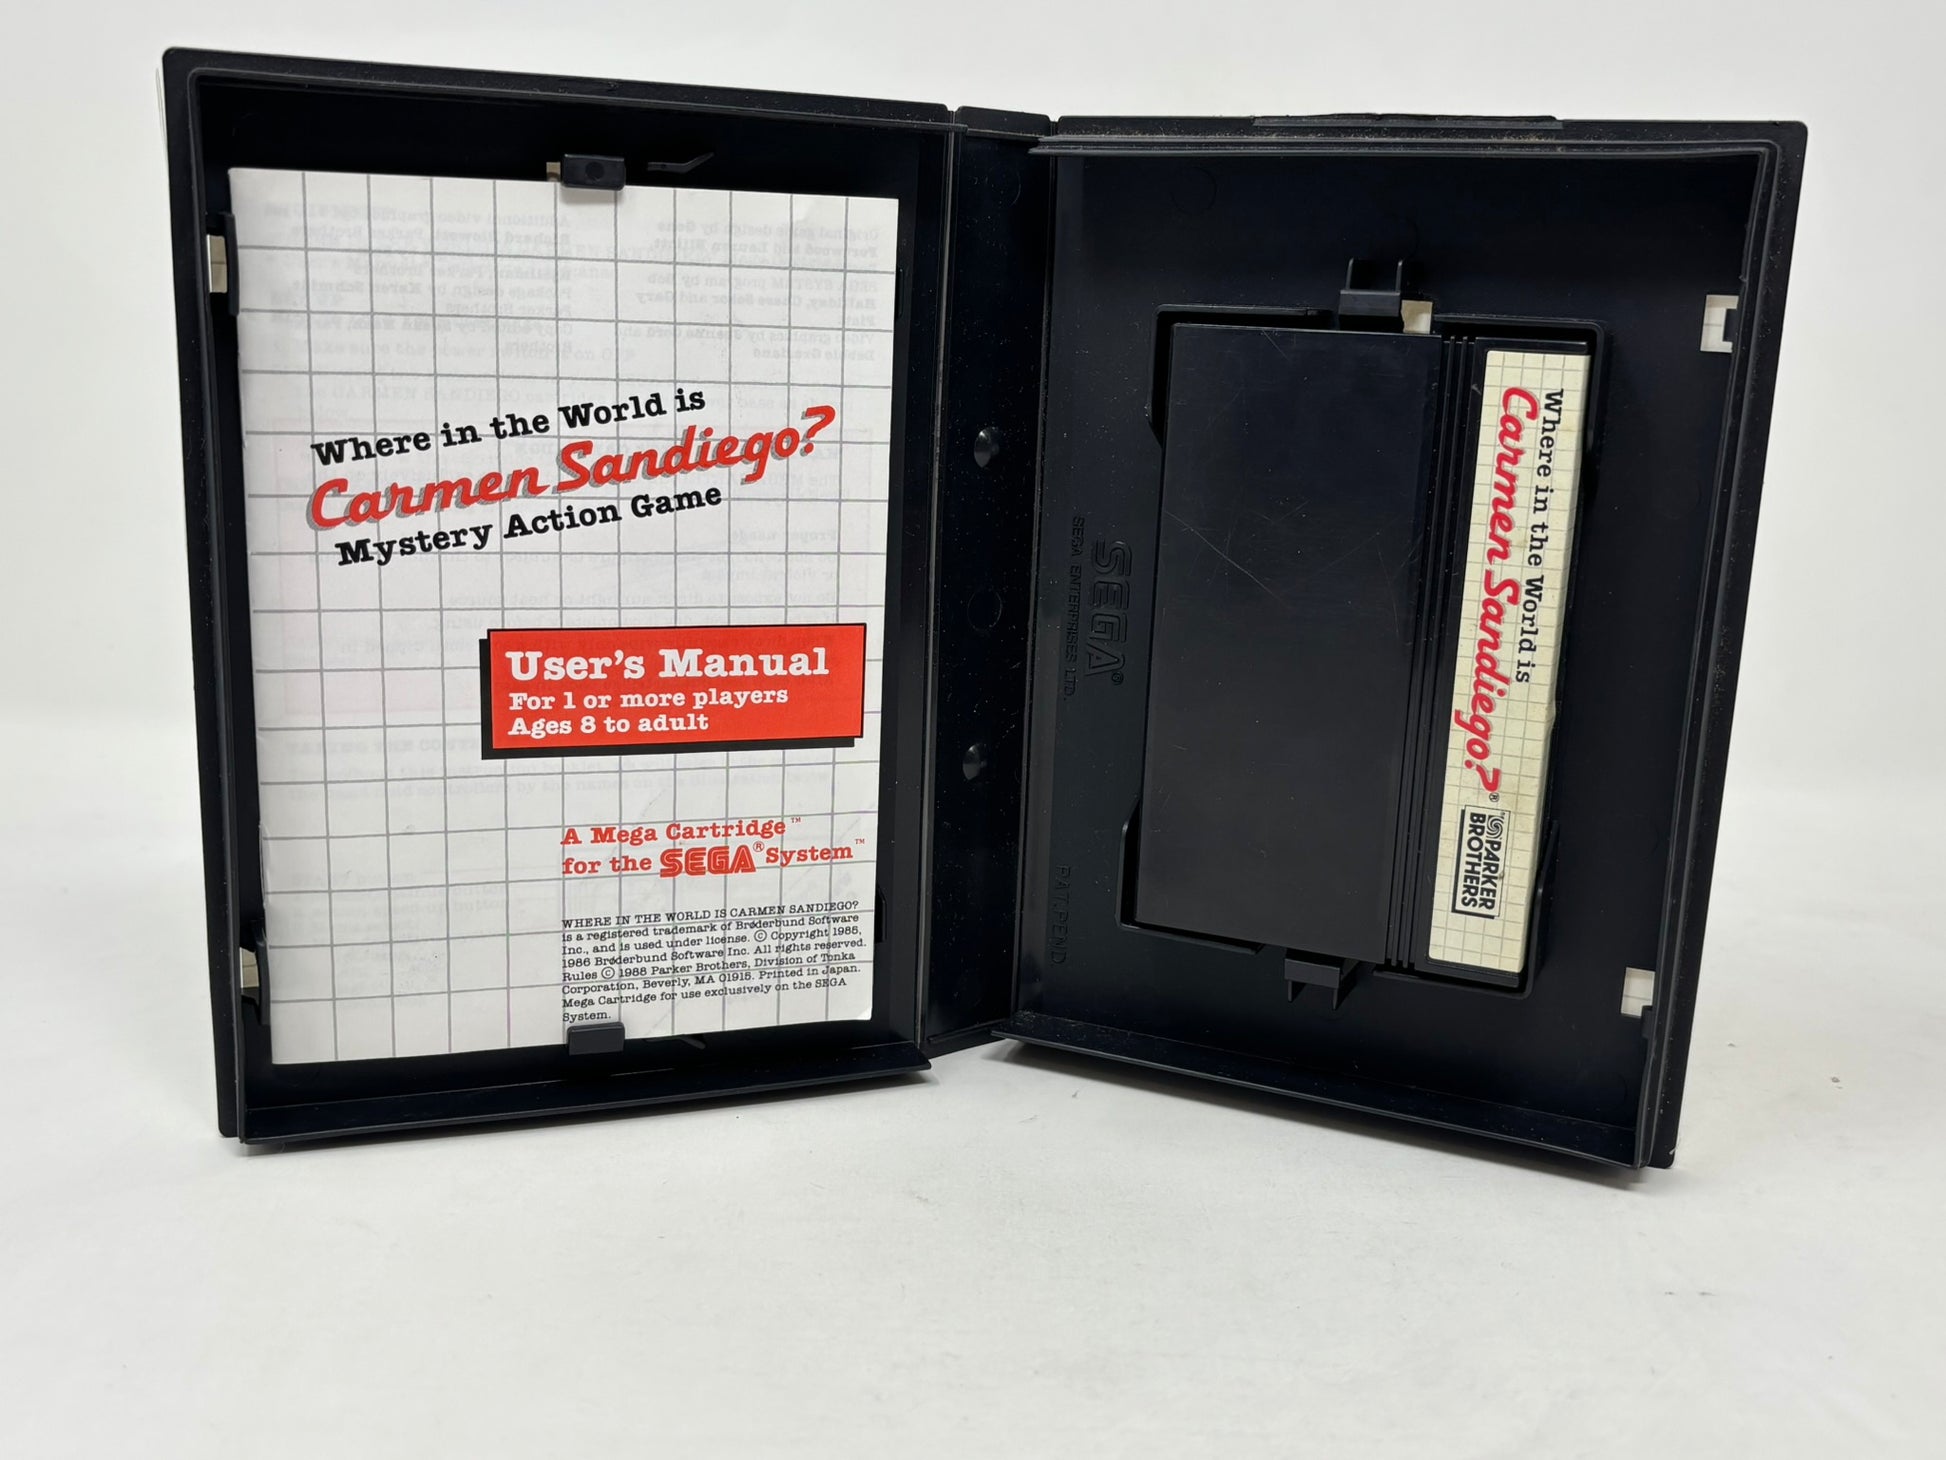 Where in the World is
Carmen Sandiego?
Mystery Action Game
User's Manual
For 1 or more players
Ages 8 to adult
A Mega Cartridge™
for the SEGA® System™
WHERE IN THE WORLD IS CARMEN SANDIEGO?
is a registered trademark of Brøderbund Software
Inc., and is used under license. © Copyright 1985,
1986 Brøderbund Software Inc. All rights reserved.
Rules © 1988 Parker Brothers, Division of Tonka
Corporation, Beverly, MA 01915. Printed in Japan.
Mega Cartridge for use exclusively on the SEGA
System.
SEGA®
SEGA ENTERPRISES LTD.
PAT. PEND.
Where in the World is
Carmen Sandiego?®
™PARKER
BROTHERS